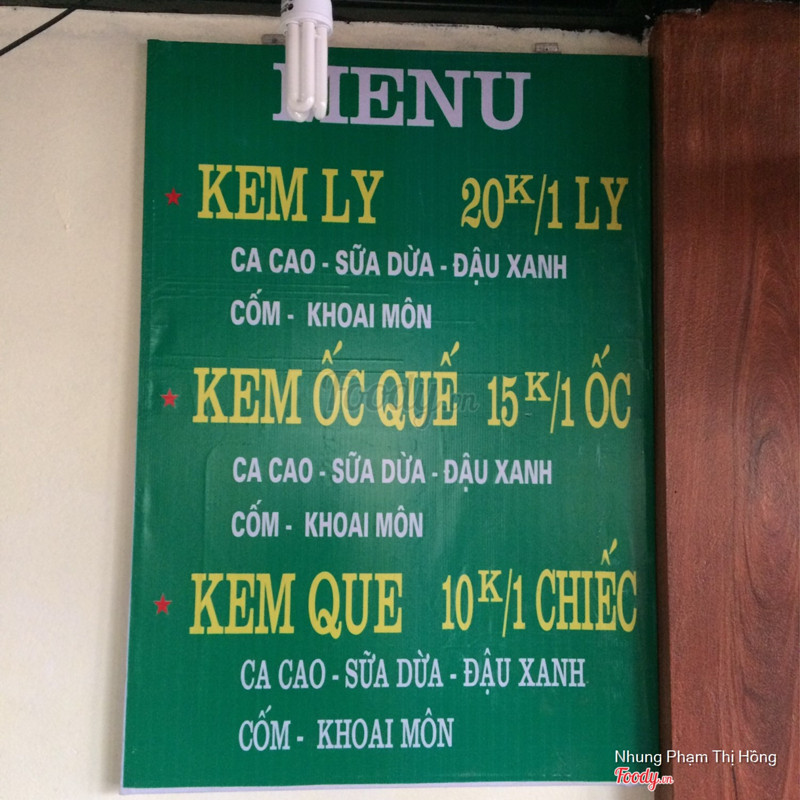 MENU
KEM LY 20K/1 LY
CA CAO - SỮA DỪA - ĐẬU XANH
CỐM - KHOAI MÔN
KEM ỐC QUẾ 15K/1 ỐC
CA CAO - SỮA DỪA - ĐẬU XANH
CỐM - KHOAI MÔN
KEM QUE 10K/1 CHIẾC
CA CAO - SỮA DỪA - ĐẬU XANH
CỐM - KHOAI MÔN
Foody.vn
Nhung Phạm Thị Hồng
Foody.vn